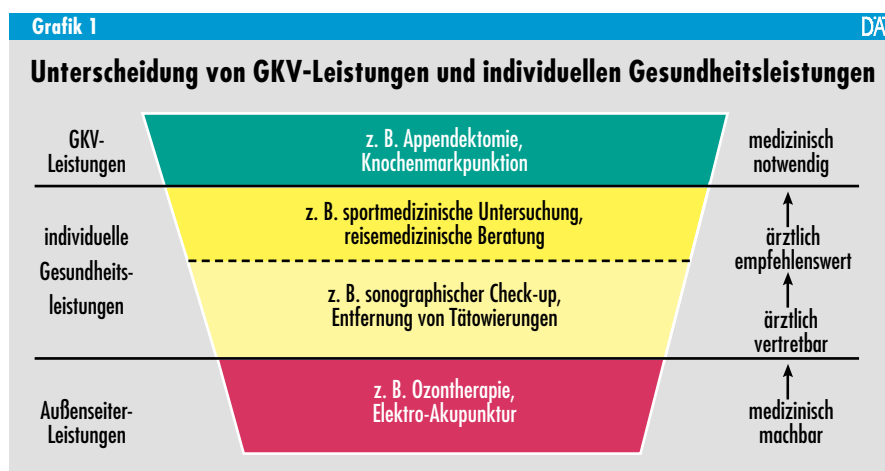 Grafik 1
DÄ
Unterscheidung von GKV-Leistungen und individuellen Gesundheitsleistungen
GKV-
Leistungen
z. B. Appendektomie,
Knochenmarkpunktion
medizinisch
notwendig
individuelle
Gesundheits-
leistungen
z. B. sportmedizinische Untersuchung,
reisemedizinische Beratung
ärztlich
empfehlenswert
z. B. sonographischer Check-up,
Entfernung von Tätowierungen
ärztlich
vertretbar
Außenseiter-
Leistungen
z. B. Ozontherapie,
Elektro-Akupunktur
medizinisch
machbar